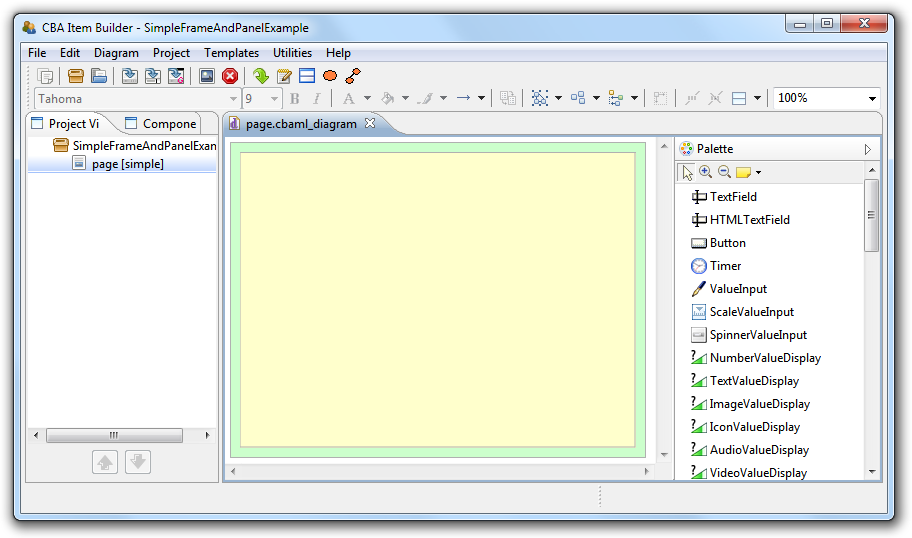 CBA Item Builder - SimpleFrameAndPanelExample
File Edit Diagram Project Templates Utilities Help
Tahoma 9 B I A 100%
Project Vi Compone page.cbaml_diagram
SimpleFrameAndPanelExan
page [simple]
Palette
TextField
HTMLTextField
Button
Timer
ValueInput
ScaleValueInput
SpinnerValueInput
NumberValueDisplay
TextValueDisplay
ImageValueDisplay
IconValueDisplay
AudioValueDisplay
VideoValueDisplay